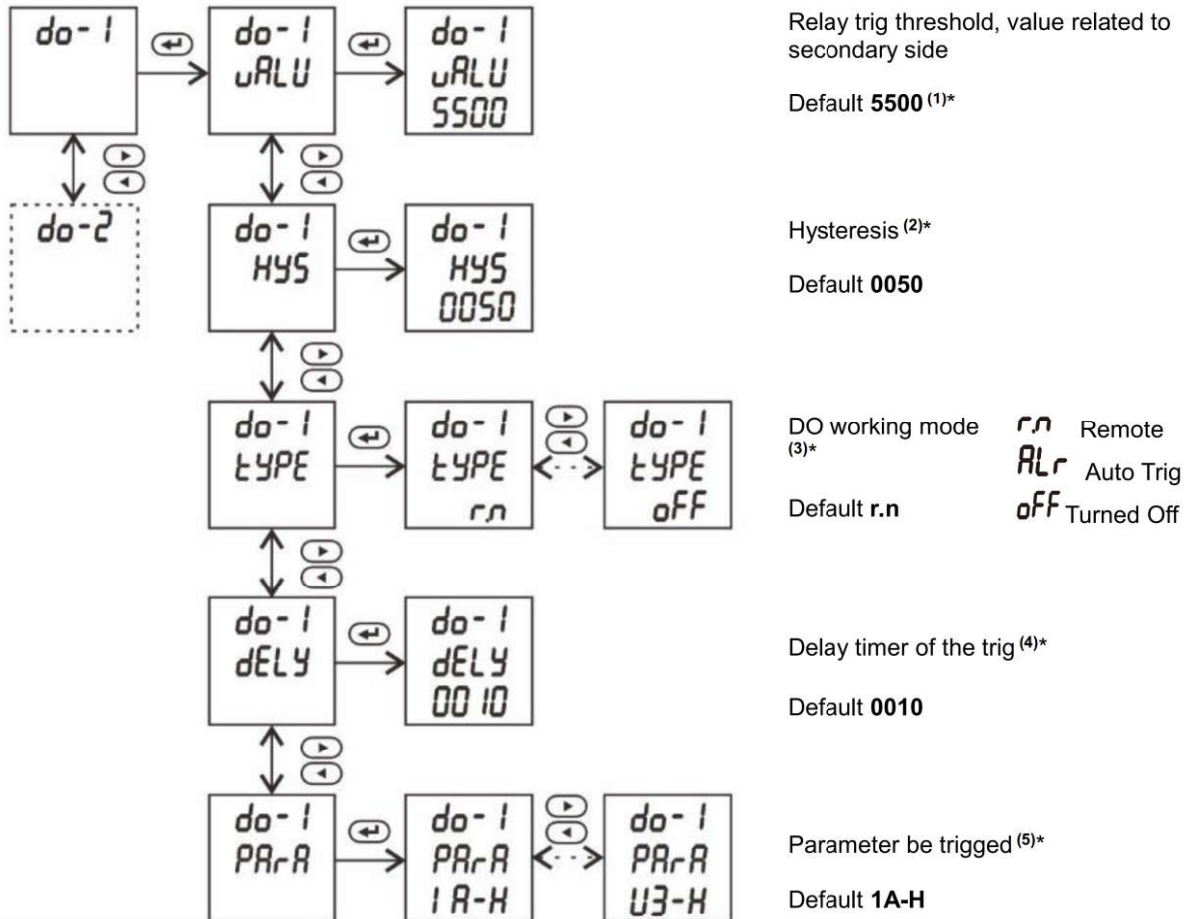 do-1
do-1
vALU
do-1
vALU
5500
Relay trig threshold, value related to
secondary side
Default 5500 (1)*
do-2
do-1
HYS
do-1
HYS
0050
Hysteresis (2)*
Default 0050
do-1
tYPE
do-1
tYPE
r.n
do-1
tYPE
oFF
DO working mode
(3)*
Default r.n
r.n Remote
ALr Auto Trig
oFF Turned Off
do-1
dELY
do-1
dELY
0010
Delay timer of the trig (4)*
Default 0010
do-1
PArA
do-1
PArA
1A-H
do-1
PArA
U3-H
Parameter be trigged (5)*
Default 1A-H